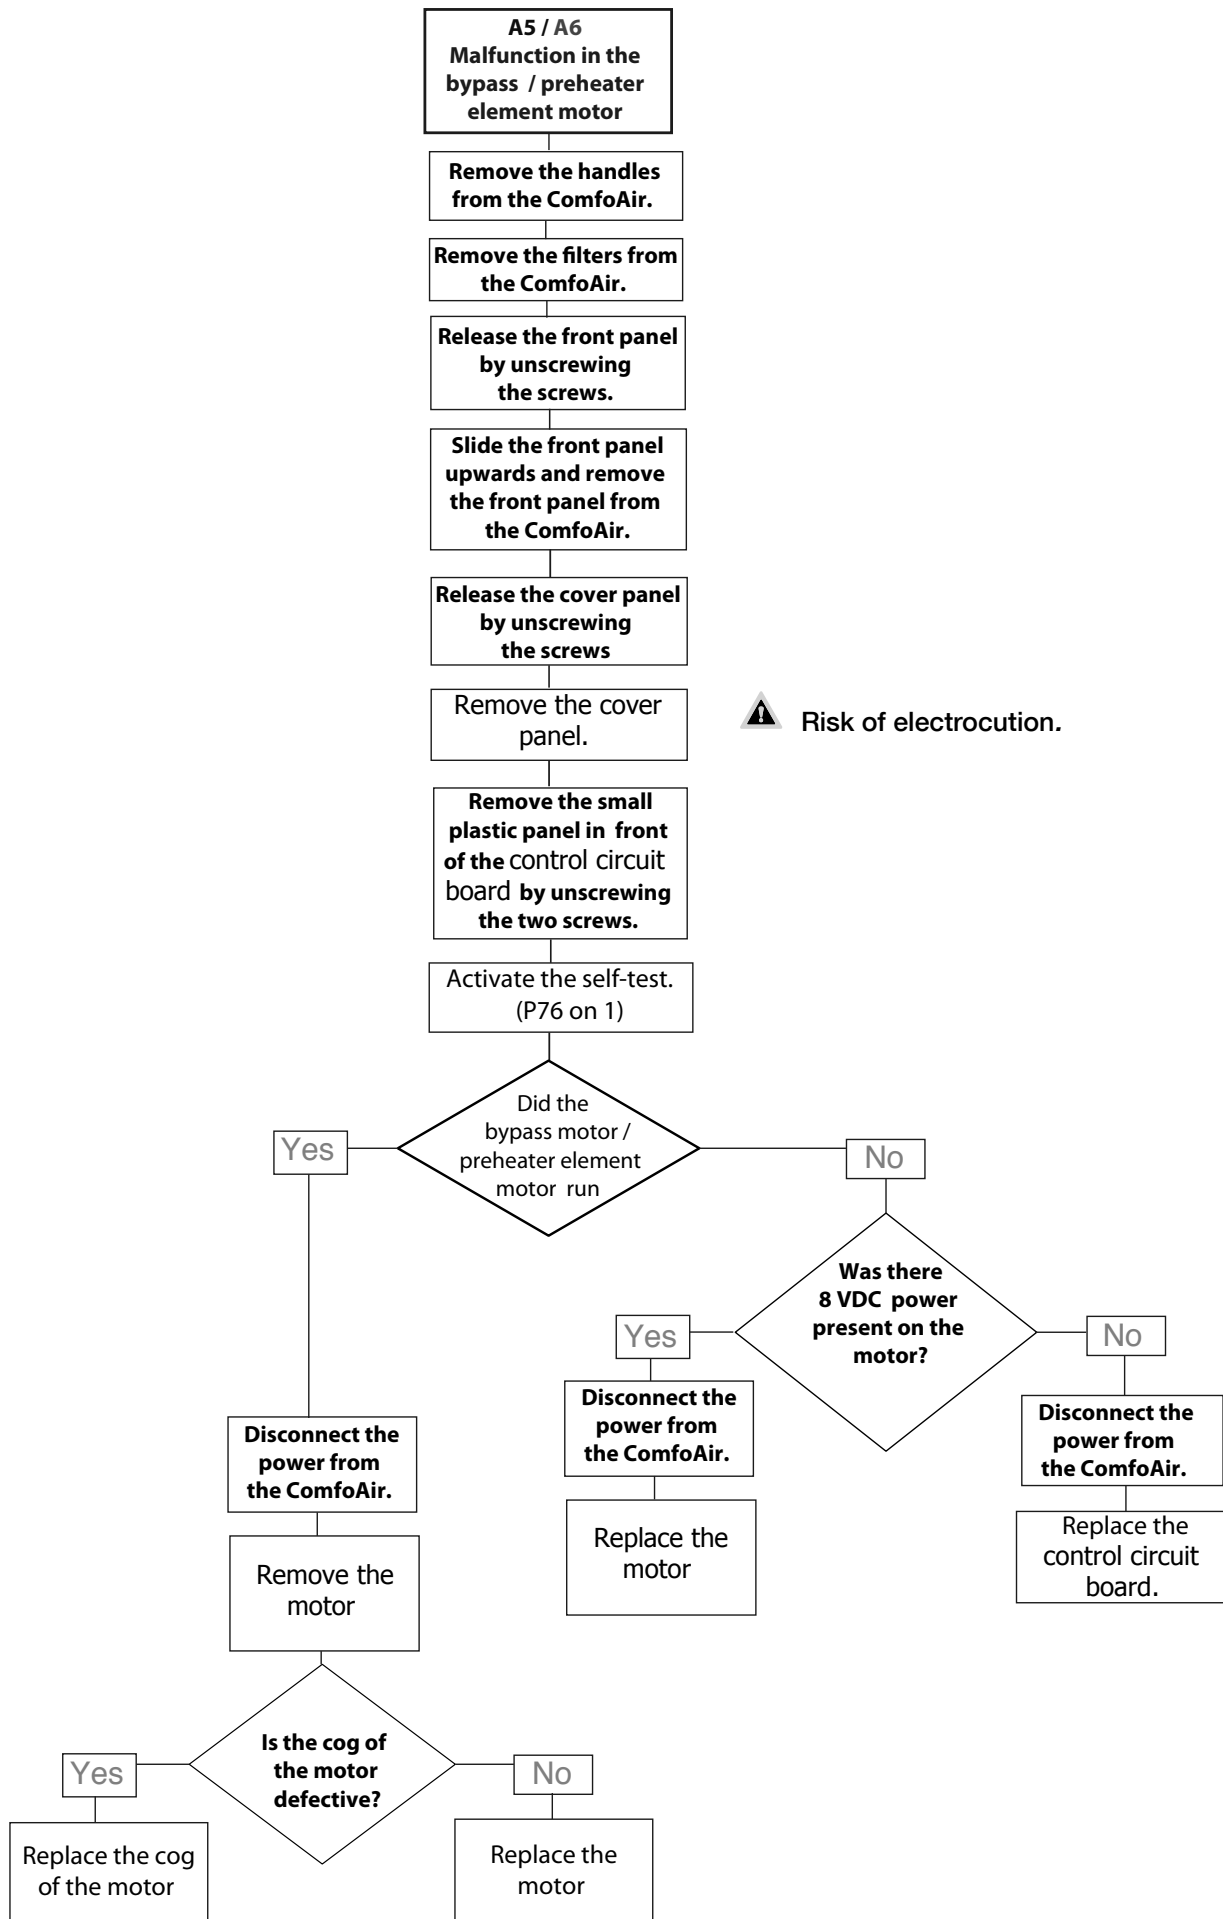 A5 / A6
Malfunction in the
bypass / preheater
element motor
Remove the handles
from the ComfoAir.
Remove the filters from
the ComfoAir.
Release the front panel
by unscrewing
the screws.
Slide the front panel
upwards and remove
the front panel from
the ComfoAir.
Release the cover panel
by unscrewing
the screws
Remove the cover
panel.
Risk of electrocution.
Remove the small
plastic panel in front
of the control circuit
board by unscrewing
the two screws.
Activate the self-test.
(P76 on 1)
Did the
bypass motor /
preheater element
motor run
Yes
No
Was there
8 VDC power
present on the
motor?
Yes
No
Disconnect the
power from
the ComfoAir.
Disconnect the
power from
the ComfoAir.
Disconnect the
power from
the ComfoAir.
Replace the
motor
Replace the
control circuit
board.
Remove the
motor
Is the cog of
the motor
defective?
Yes
No
Replace the cog
of the motor
Replace the
motor